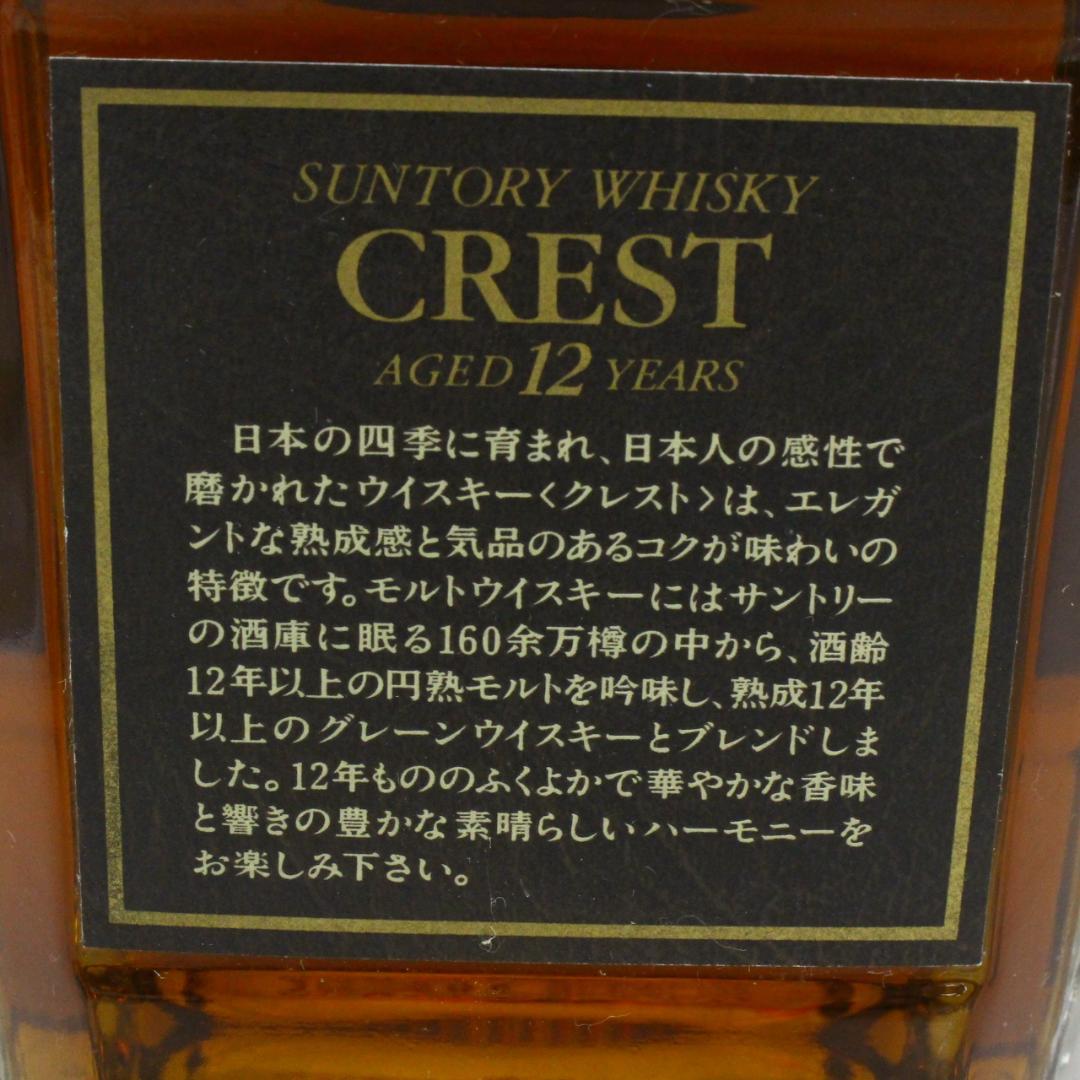 SUNTORY WHISKY
CREST
AGED 12 YEARS
日本の四季に育まれ、日本人の感性で
磨かれたウイスキー〈クレスト〉は、エレガ
ントな熟成感と気品のあるコクが味わいの
特徴です。モルトウイスキーにはサントリー
の酒庫に眠る160余万樽の中から、酒齢
12年以上の円熟モルトを吟味し、熟成12年
以上のグレーンウイスキーとブレンドしま
した。12年もののふくよかで華やかな香味
と響きの豊かな素晴らしいハーモニーを
お楽しみ下さい。